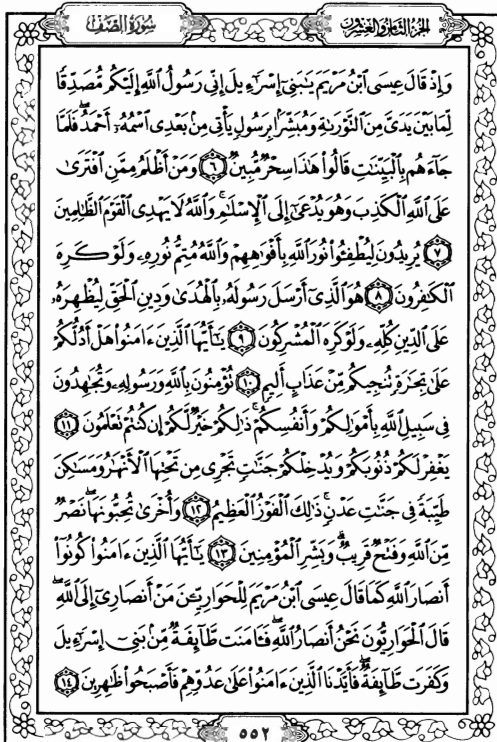 الجزء الثامن والعشرون
سورة الصف
وَإِذْ قَالَ عِيسَى ٱبْنُ مَرْيَمَ يَٰبَنِىٓ إِسْرَٰٓءِيلَ إِنِّى رَسُولُ ٱللَّهِ إِلَيْكُم مُّصَدِّقًا
لِّمَا بَيْنَ يَدَىَّ مِنَ ٱلتَّوْرَىٰةِ وَمُبَشِّرًۢا بِرَسُولٍ يَأْتِى مِنۢ بَعْدِى ٱسْمُهُۥٓ أَحْمَدُ ۖ فَلَمَّا
جَآءَهُم بِٱلْبَيِّنَٰتِ قَالُوا۟ هَٰذَا سِحْرٌ مُّبِينٌ ٦ وَمَنْ أَظْلَمُ مِمَّنِ ٱفْتَرَىٰ
عَلَى ٱللَّهِ ٱلْكَذِبَ وَهُوَ يُدْعَىٰٓ إِلَى ٱلْإِسْلَٰمِ ۚ وَٱللَّهُ لَا يَهْدِى ٱلْقَوْمَ ٱلظَّٰلِمِينَ
٧ يُرِيدُونَ لِيُطْفِـُٔوا۟ نُورَ ٱللَّهِ بِأَفْوَٰهِهِمْ وَٱللَّهُ مُتِمُّ نُورِهِۦ وَلَوْ كَرِهَ
ٱلْكَٰفِرُونَ ٨ هُوَ ٱلَّذِىٓ أَرْسَلَ رَسُولَهُۥ بِٱلْهُدَىٰ وَدِينِ ٱلْحَقِّ لِيُظْهِرَهُۥ
عَلَى ٱلدِّينِ كُلِّهِۦ وَلَوْ كَرِهَ ٱلْمُشْرِكُونَ ٩ يَٰٓأَيُّهَا ٱلَّذِينَ ءَامَنُوا۟ هَلْ أَدُلُّكُمْ
عَلَىٰ تِجَٰرَةٍ تُنجِيكُم مِّنْ عَذَابٍ أَلِيمٍ ١٠ تُؤْمِنُونَ بِٱللَّهِ وَرَسُولِهِۦ وَتُجَٰهِدُونَ
فِى سَبِيلِ ٱللَّهِ بِأَمْوَٰلِكُمْ وَأَنفُسِكُمْ ۚ ذَٰلِكُمْ خَيْرٌ لَّكُمْ إِن كُنتُمْ تَعْلَمُونَ ١١
يَغْفِرْ لَكُمْ ذُنُوبَكُمْ وَيُدْخِلْكُمْ جَنَّٰتٍ تَجْرِى مِن تَحْتِهَا ٱلْأَنْهَٰرُ وَمَسَٰكِنَ
طَيِّبَةً فِى جَنَّٰتِ عَدْنٍ ۚ ذَٰلِكَ ٱلْفَوْزُ ٱلْعَظِيمُ ١٢ وَأُخْرَىٰ تُحِبُّونَهَا ۖ نَصْرٌ
مِّنَ ٱللَّهِ وَفَتْحٌ قَرِيبٌ ۗ وَبَشِّرِ ٱلْمُؤْمِنِينَ ١٣ يَٰٓأَيُّهَا ٱلَّذِينَ ءَامَنُوا۟ كُونُوٓا۟
أَنصَارَ ٱللَّهِ كَمَا قَالَ عِيسَى ٱبْنُ مَرْيَمَ لِلْحَوَارِيِّـۧنَ مَنْ أَنصَارِىٓ إِلَى ٱللَّهِ ۖ
قَالَ ٱلْحَوَارِيُّونَ نَحْنُ أَنصَارُ ٱللَّهِ ۖ فَـَٔامَنَت طَّآئِفَةٌ مِّنۢ بَنِىٓ إِسْرَٰٓءِيلَ
وَكَفَرَت طَّآئِفَةٌ ۖ فَأَيَّدْنَا ٱلَّذِينَ ءَامَنُوا۟ عَلَىٰ عَدُوِّهِمْ فَأَصْبَحُوا۟ ظَٰهِرِينَ ١٤
٥٥٢